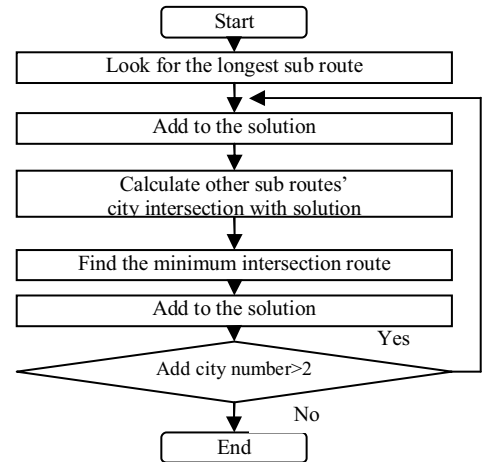 Start
Look for the longest sub route
Add to the solution
Calculate other sub routes'
city intersection with solution
Find the minimum intersection route
Add to the solution
Yes
Add city number>2
No
End